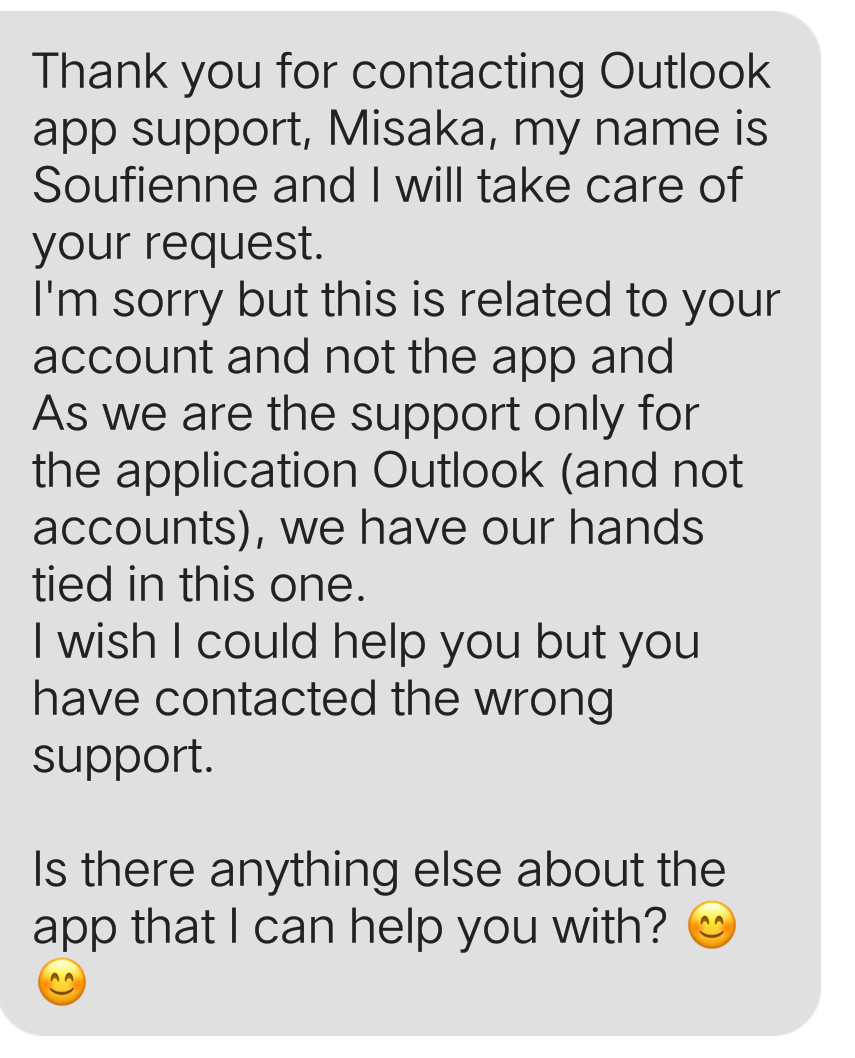 Thank you for contacting Outlook
app support, Misaka, my name is
Soufienne and I will take care of
your request.
I'm sorry but this is related to your
account and not the app and
As we are the support only for
the application Outlook (and not
accounts), we have our hands
tied in this one.
I wish I could help you but you
have contacted the wrong
support.
Is there anything else about the
app that I can help you with? 😊
😊